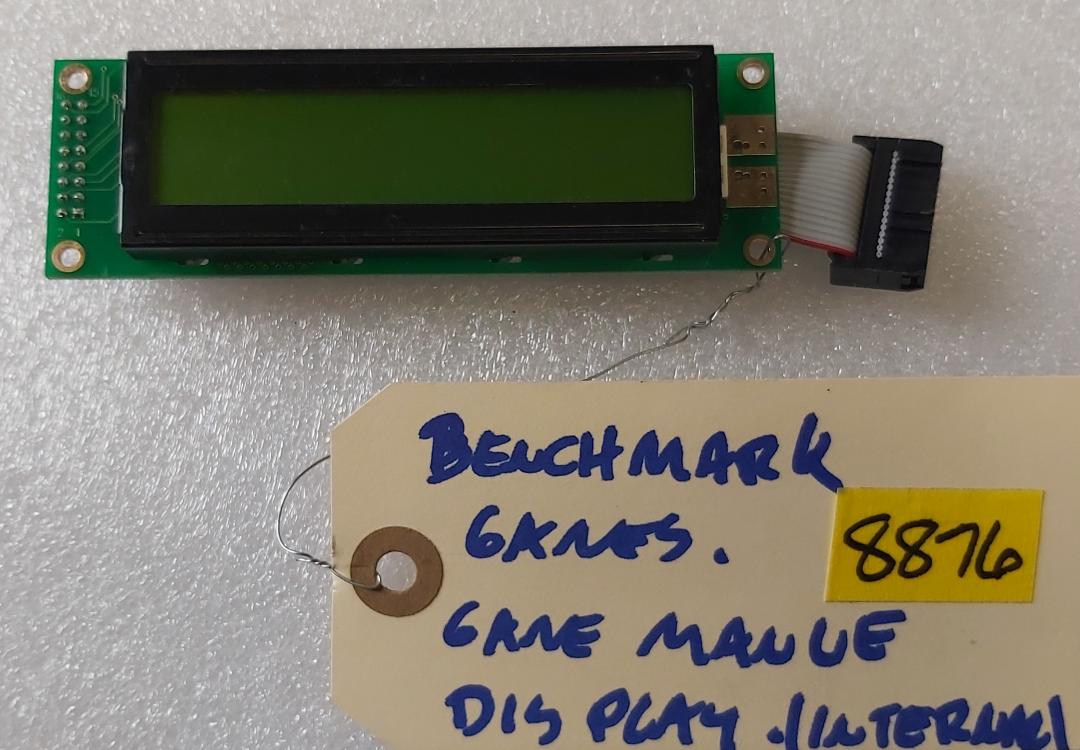 BENCHMARK
GAMES.
8876
GAME MANUE
DISPLAY. (INTERNAL)